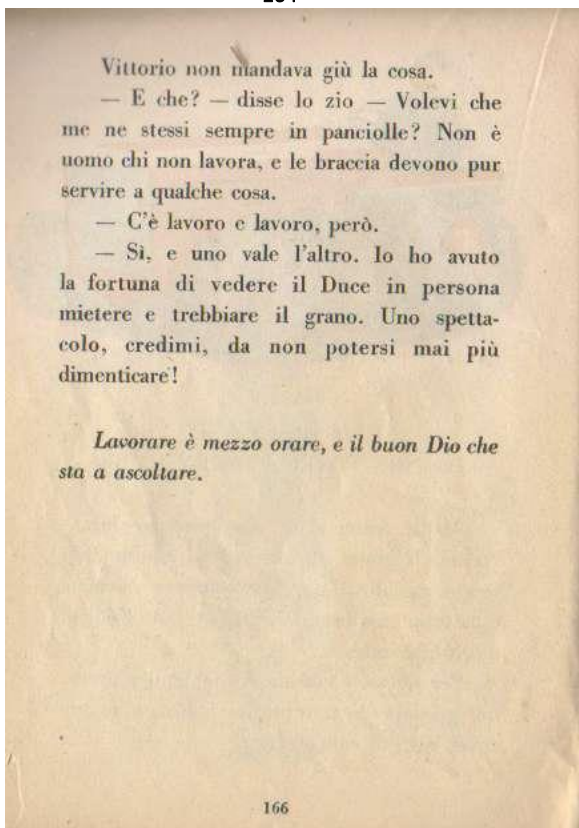 Vittorio non mandava giù la cosa.
— E che? — disse lo zio — Volevi che
me ne stessi sempre in panciolle? Non è
uomo chi non lavora, e le braccia devono pur
servire a qualche cosa.
— C'è lavoro e lavoro, però.
— Sì, e uno vale l'altro. Io ho avuto
la fortuna di vedere il Duce in persona
mietere e trebbiare il grano. Uno spetta-
colo, credimi, da non potersi mai più
dimenticare!
Lavorare è mezzo orare, e il buon Dio che
sta a ascoltare.
166